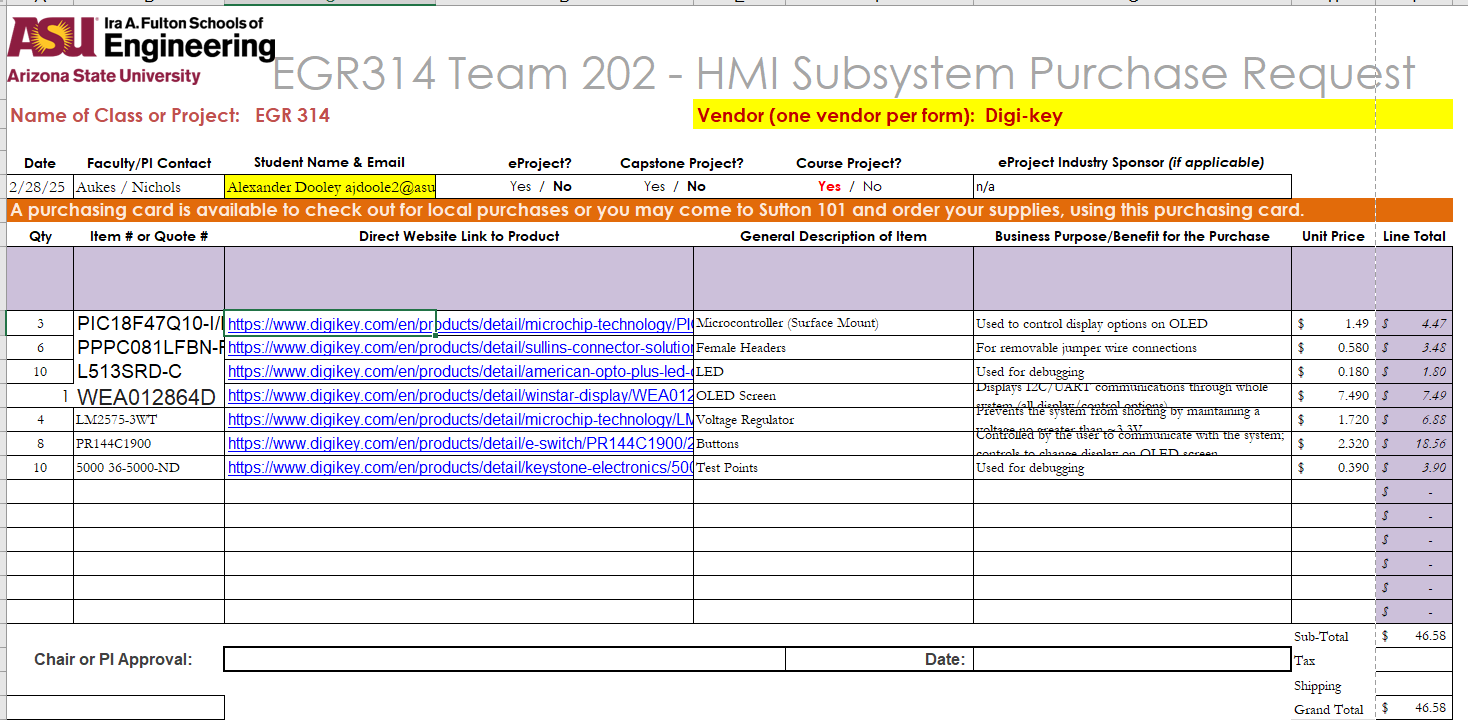 ASU Ira A. Fulton Schools of
Engineering
Arizona State University
EGR314 Team 202 - HMI Subsystem Purchase Request
Name of Class or Project: EGR 314 Vendor (one vendor per form): Digi-key
Date Faculty/PI Contact Student Name & Email eProject? Capstone Project? Course Project? eProject Industry Sponsor (if applicable)
2/28/25 Aukes / Nichols Alexander Dooley ajdoole2@asu Yes / No Yes / No Yes / No n/a
A purchasing card is available to check out for local purchases or you may come to Sutton 101 and order your supplies, using this purchasing card.
Qty Item # or Quote # Direct Website Link to Product General Description of Item Business Purpose/Benefit for the Purchase Unit Price Line Total
3 PIC18F47Q10-I/ https://www.digikey.com/en/products/detail/microchip-technology/PI Microcontroller (Surface Mount) Used to control display options on OLED $ 1.49 $ 4.47
6 PPPC081LFBN-R https://www.digikey.com/en/products/detail/sullins-connector-solution Female Headers For removable jumper wire connections $ 0.580 $ 3.48
10 L513SRD-C https://www.digikey.com/en/products/detail/american-opto-plus-led- LED Used for debugging $ 0.180 $ 1.80
1 WEA012864D https://www.digikey.com/en/products/detail/winstar-display/WEA012 OLED Screen Displays I2C/UART communications through whole system (all display/control options) $ 7.490 $ 7.49
4 LM2575-3WT https://www.digikey.com/en/products/detail/microchip-technology/LM Voltage Regulator Prevents the system from shorting by maintaining a voltage no greater than ~3.3V $ 1.720 $ 6.88
8 PR144C1900 https://www.digikey.com/en/products/detail/e-switch/PR144C1900/2 Buttons Controlled by the user to communicate with the system; controls to change display on OLED screen $ 2.320 $ 18.56
10 5000 36-5000-ND https://www.digikey.com/en/products/detail/keystone-electronics/500 Test Points Used for debugging $ 0.390 $ 3.90
$ -
$ -
$ -
$ -
$ -
$ -
Sub-Total $ 46.58
Chair or PI Approval: Date: Tax
Shipping
Grand Total $ 46.58